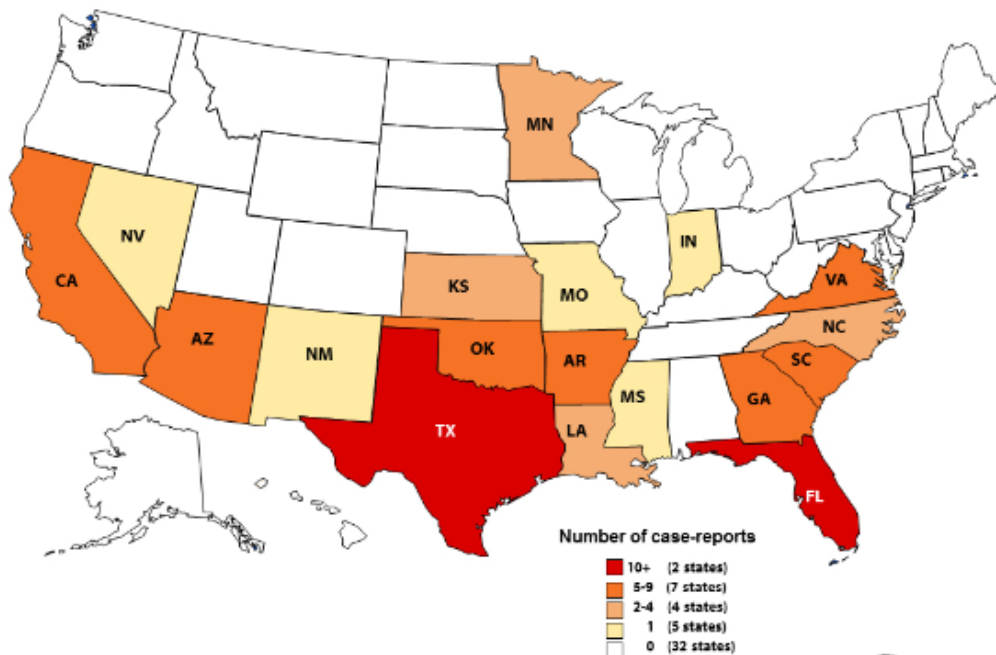 MN
NV
IN
CA
KS
VA
MO
NC
AZ
OK
NM
AR
SC
MS
GA
TX
LA
FL
Number of case-reports
10+ (2 states)
5-9 (7 states)
2-4 (4 states)
1 (5 states)
0 (32 states)